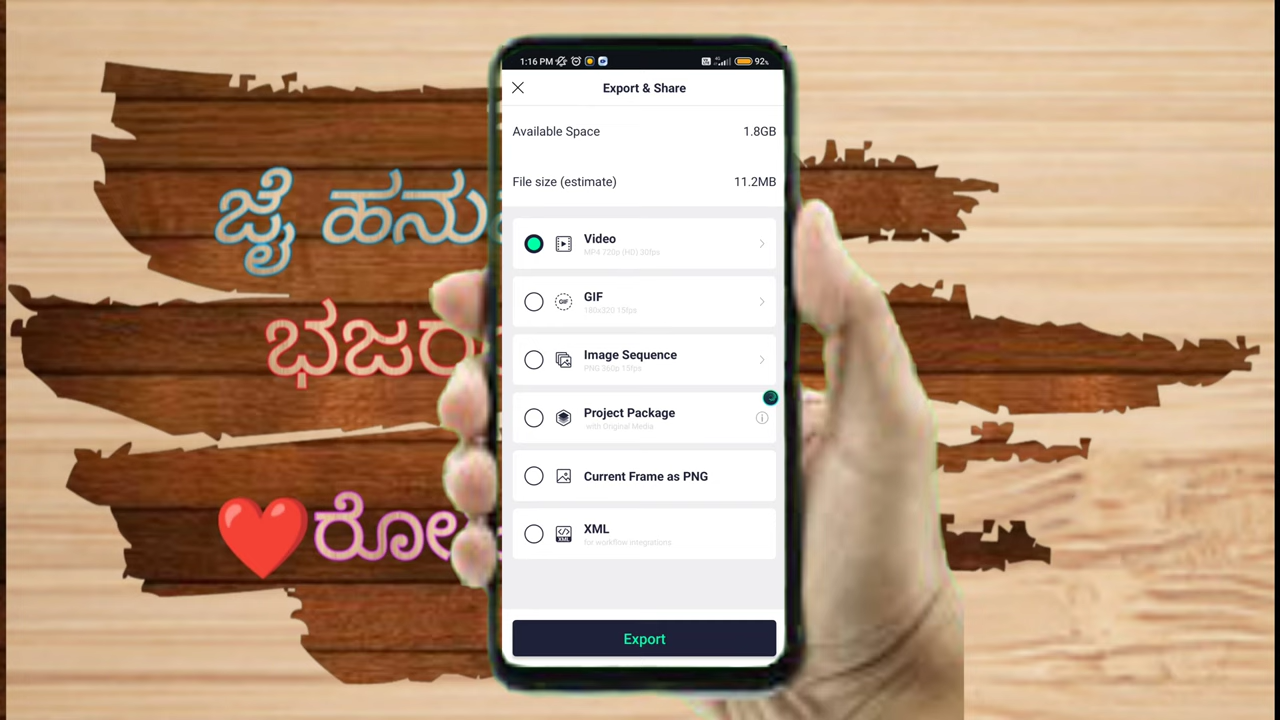 1:16 PM
92%
Export & Share
Available Space
1.8GB
File size (estimate)
11.2MB
ಜೈ
Video
MP4 720p (HD) 30fps
GIF
GIF
180x320 15fps
Image Sequence
PNG 360p 15fps
Project Package
with Original Media
Current Frame as PNG
XML
XML
for workflow integrations
Export